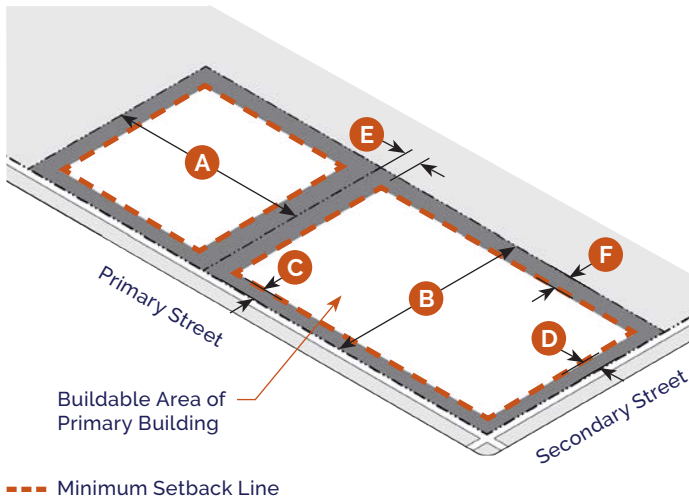 E
A
F
C
B
D
Primary Street
Secondary Street
Buildable Area of
Primary Building
Minimum Setback Line